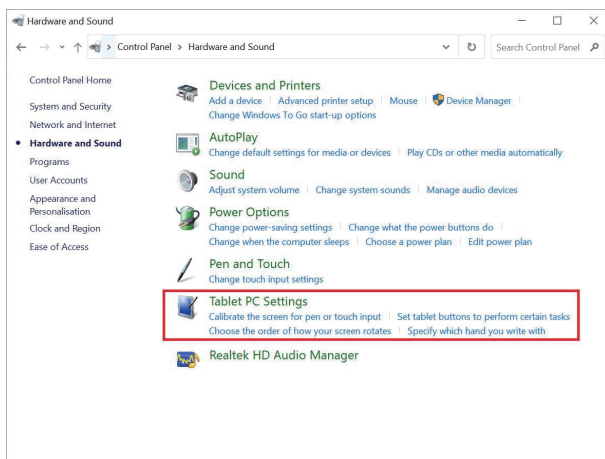 Hardware and Sound
Control Panel > Hardware and Sound
Search Control Panel
Control Panel Home
System and Security
Network and Internet
Hardware and Sound
Programs
User Accounts
Appearance and
Personalisation
Clock and Region
Ease of Access
Devices and Printers
Add a device | Advanced printer setup | Mouse | Device Manager |
Change Windows To Go start-up options
AutoPlay
Change default settings for media or devices | Play CDs or other media automatically
Sound
Adjust system volume | Change system sounds | Manage audio devices
Power Options
Change power-saving settings | Change what the power buttons do |
Change when the computer sleeps | Choose a power plan | Edit power plan
Pen and Touch
Change touch input settings
Tablet PC Settings
Calibrate the screen for pen or touch input | Set tablet buttons to perform certain tasks
Choose the order of how your screen rotates | Specify which hand you write with
Realtek HD Audio Manager